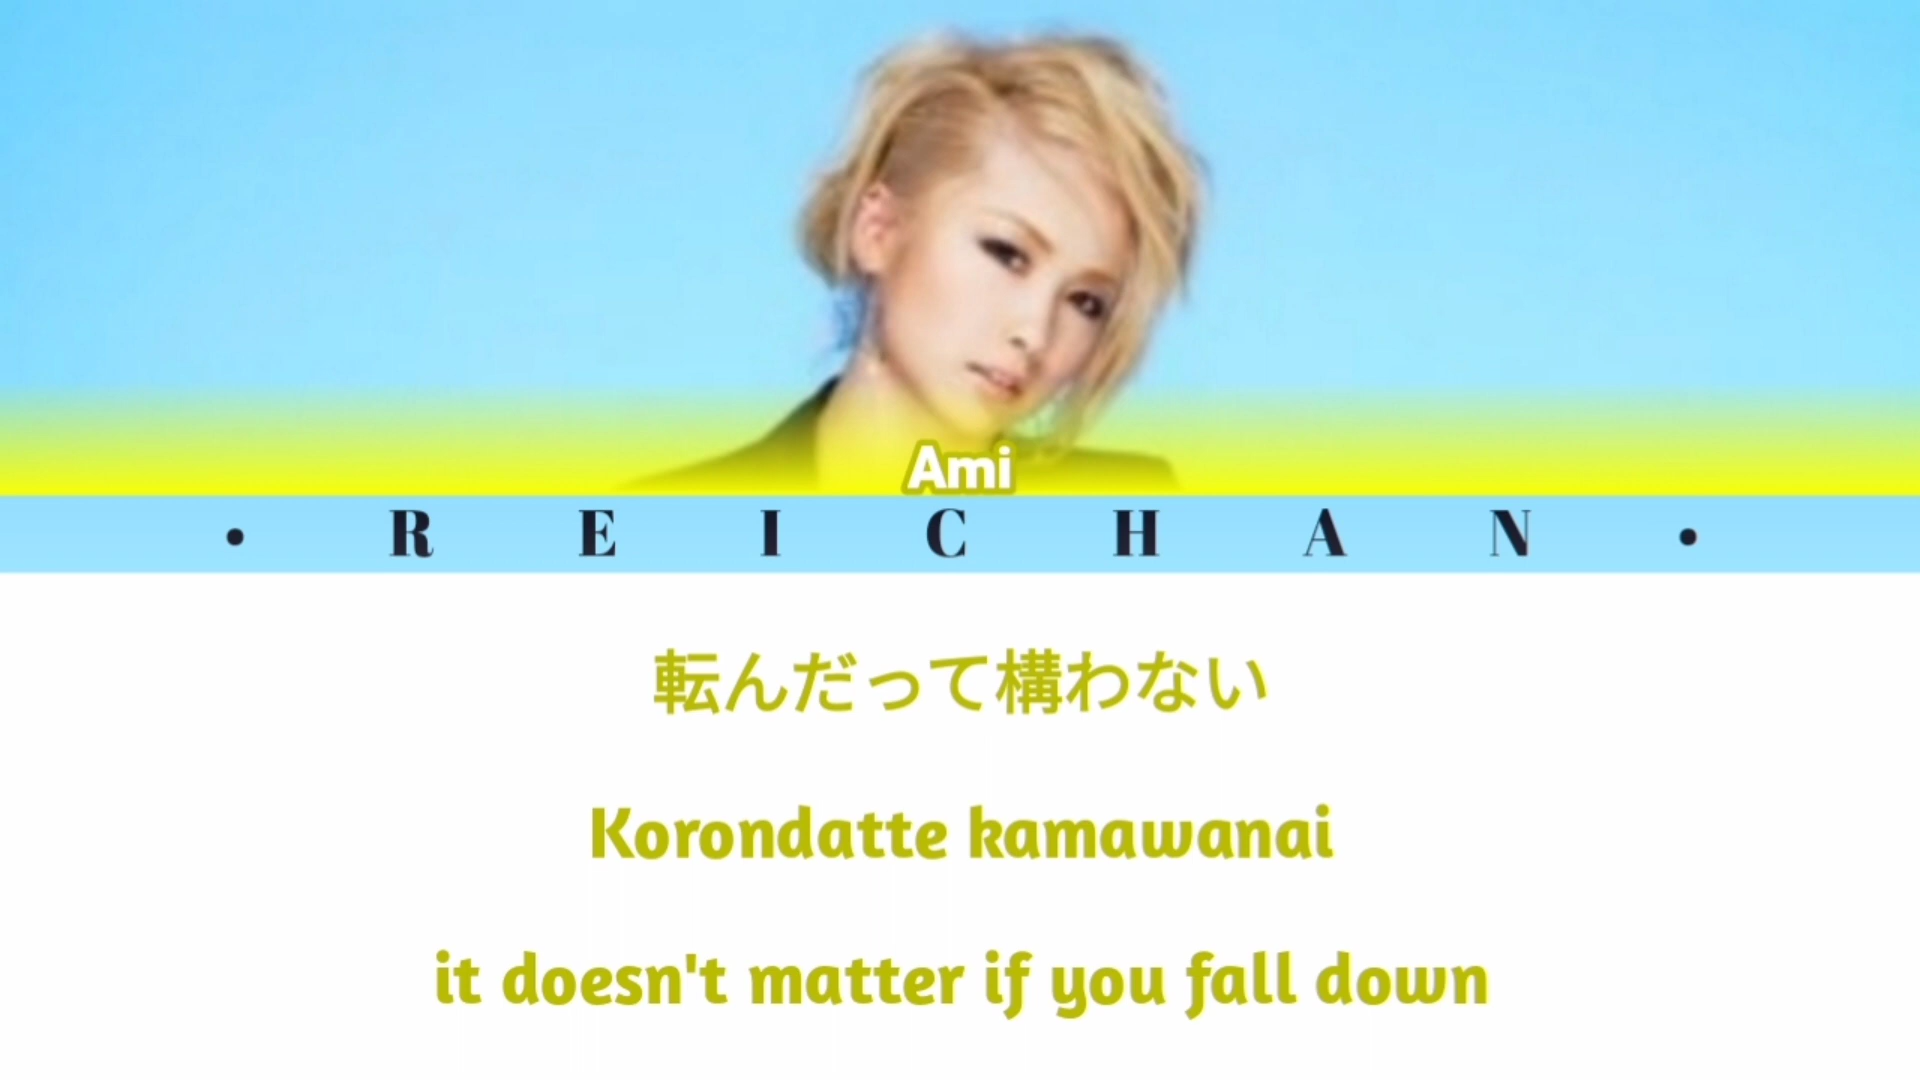 Ami
• R E I C H A N •
転んだって構わない
Korondatte kamawanai
it doesn't matter if you fall down